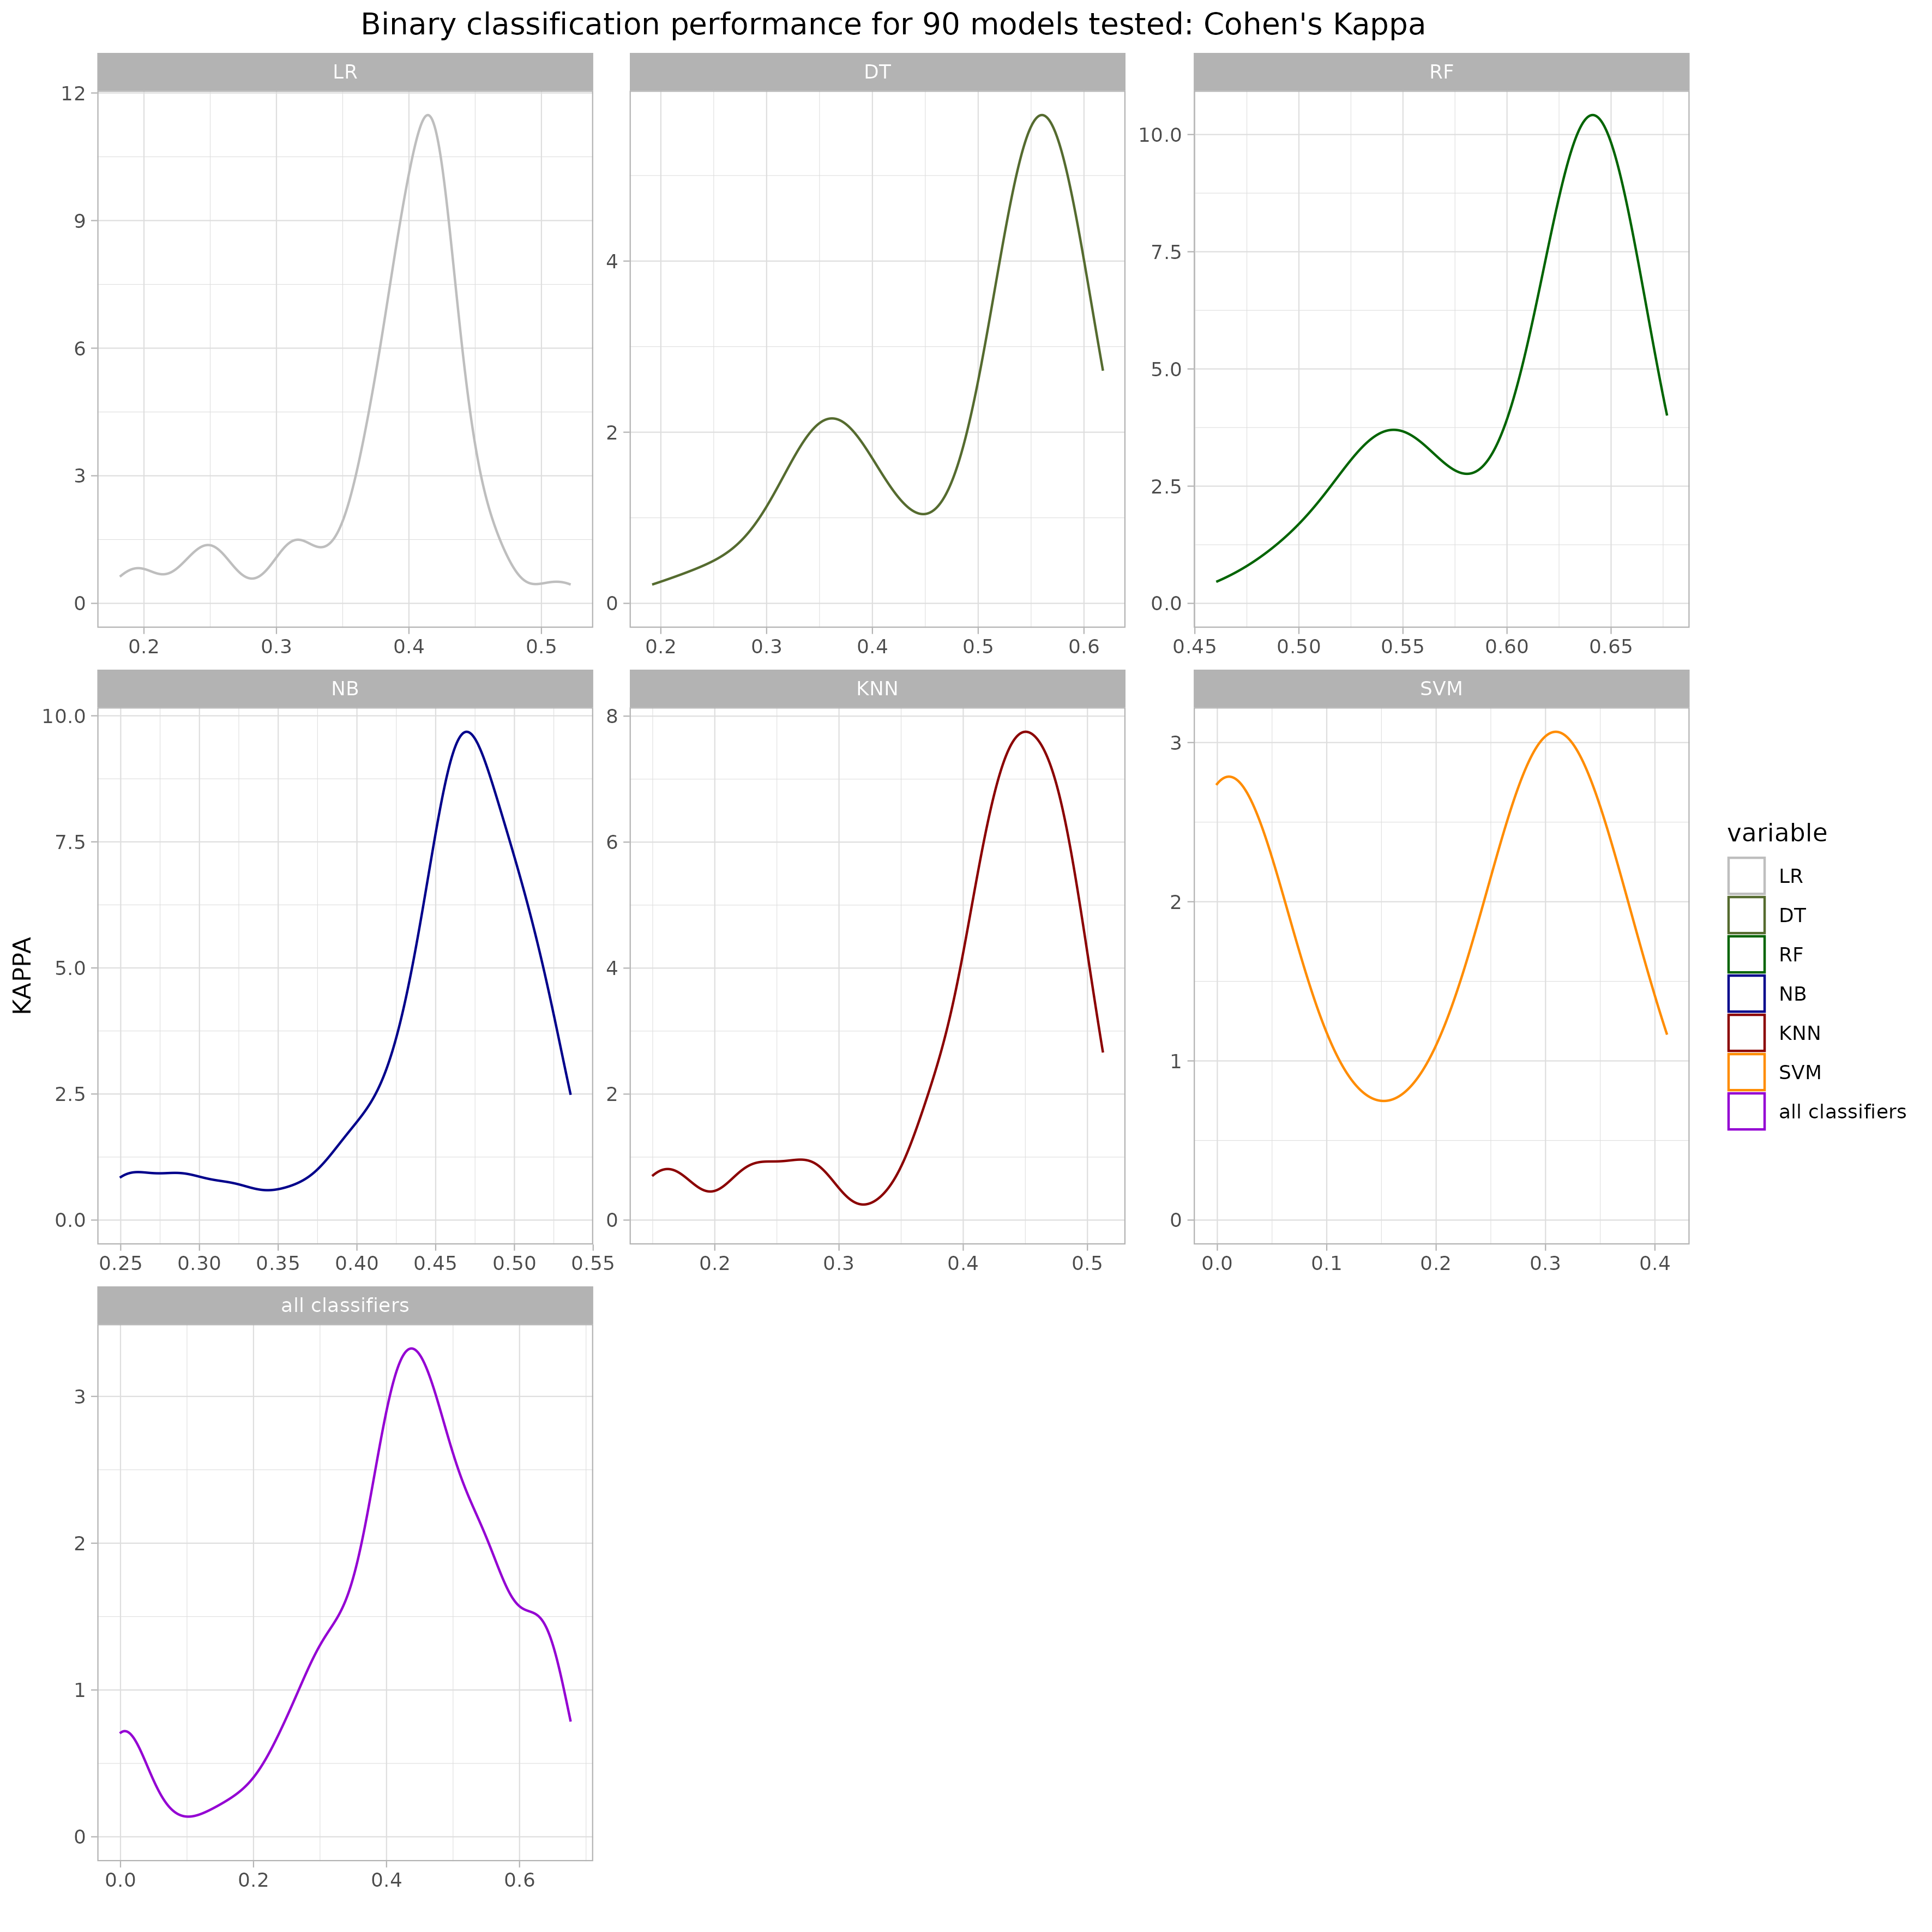 Binary classification performance for 90 models tested: Cohen's Kappa
LR
DT
RF
12
9
6
3
0
0.2 0.3 0.4 0.5
4
2
0
0.2 0.3 0.4 0.5 0.6
10.0
7.5
5.0
2.5
0.0
0.45 0.50 0.55 0.60 0.65
NB
KNN
SVM
10.0
7.5
5.0
2.5
0.0
0.25 0.30 0.35 0.40 0.45 0.50 0.55
8
6
4
2
0
0.2 0.3 0.4 0.5
3
2
1
0
0.0 0.1 0.2 0.3 0.4
KAPPA
all classifiers
3
2
1
0
0.0 0.2 0.4 0.6
variable
LR
DT
RF
NB
KNN
SVM
all classifiers